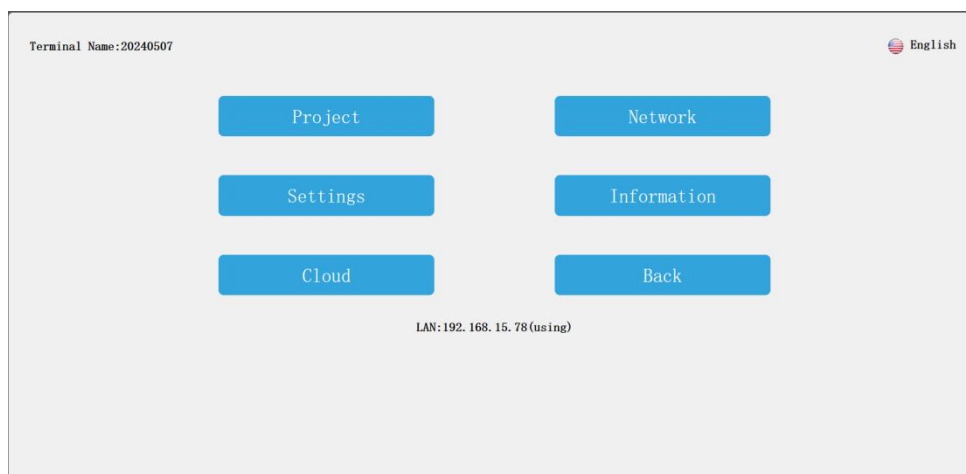 Terminal Name:20240507
English
Project
Network
Settings
Information
Cloud
Back
LAN:192.168.15.78(using)